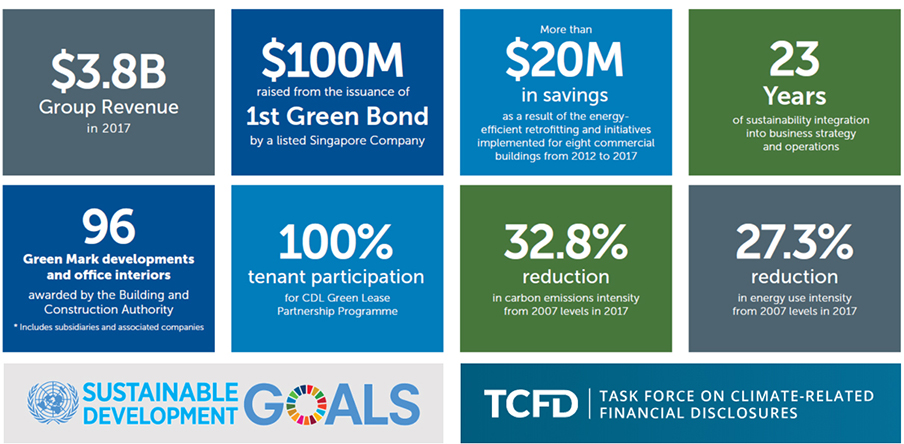 $3.8B
Group Revenue
in 2017
$100M
raised from the issuance of
1st Green Bond
by a listed Singapore Company
More than
$20M
in savings
as a result of the energy-
efficient retrofitting and initiatives
implemented for eight commercial
buildings from 2012 to 2017
23
Years
of sustainability integration
into business strategy
and operations
96
Green Mark developments
and office interiors
awarded by the Building and
Construction Authority
* Includes subsidiaries and associated companies
100%
tenant participation
for CDL Green Lease
Partnership Programme
32.8%
reduction
in carbon emissions intensity
from 2007 levels in 2017
27.3%
reduction
in energy use intensity
from 2007 levels in 2017
SUSTAINABLE
DEVELOPMENT
GOALS
TCFD
TASK FORCE ON CLIMATE-RELATED
FINANCIAL DISCLOSURES